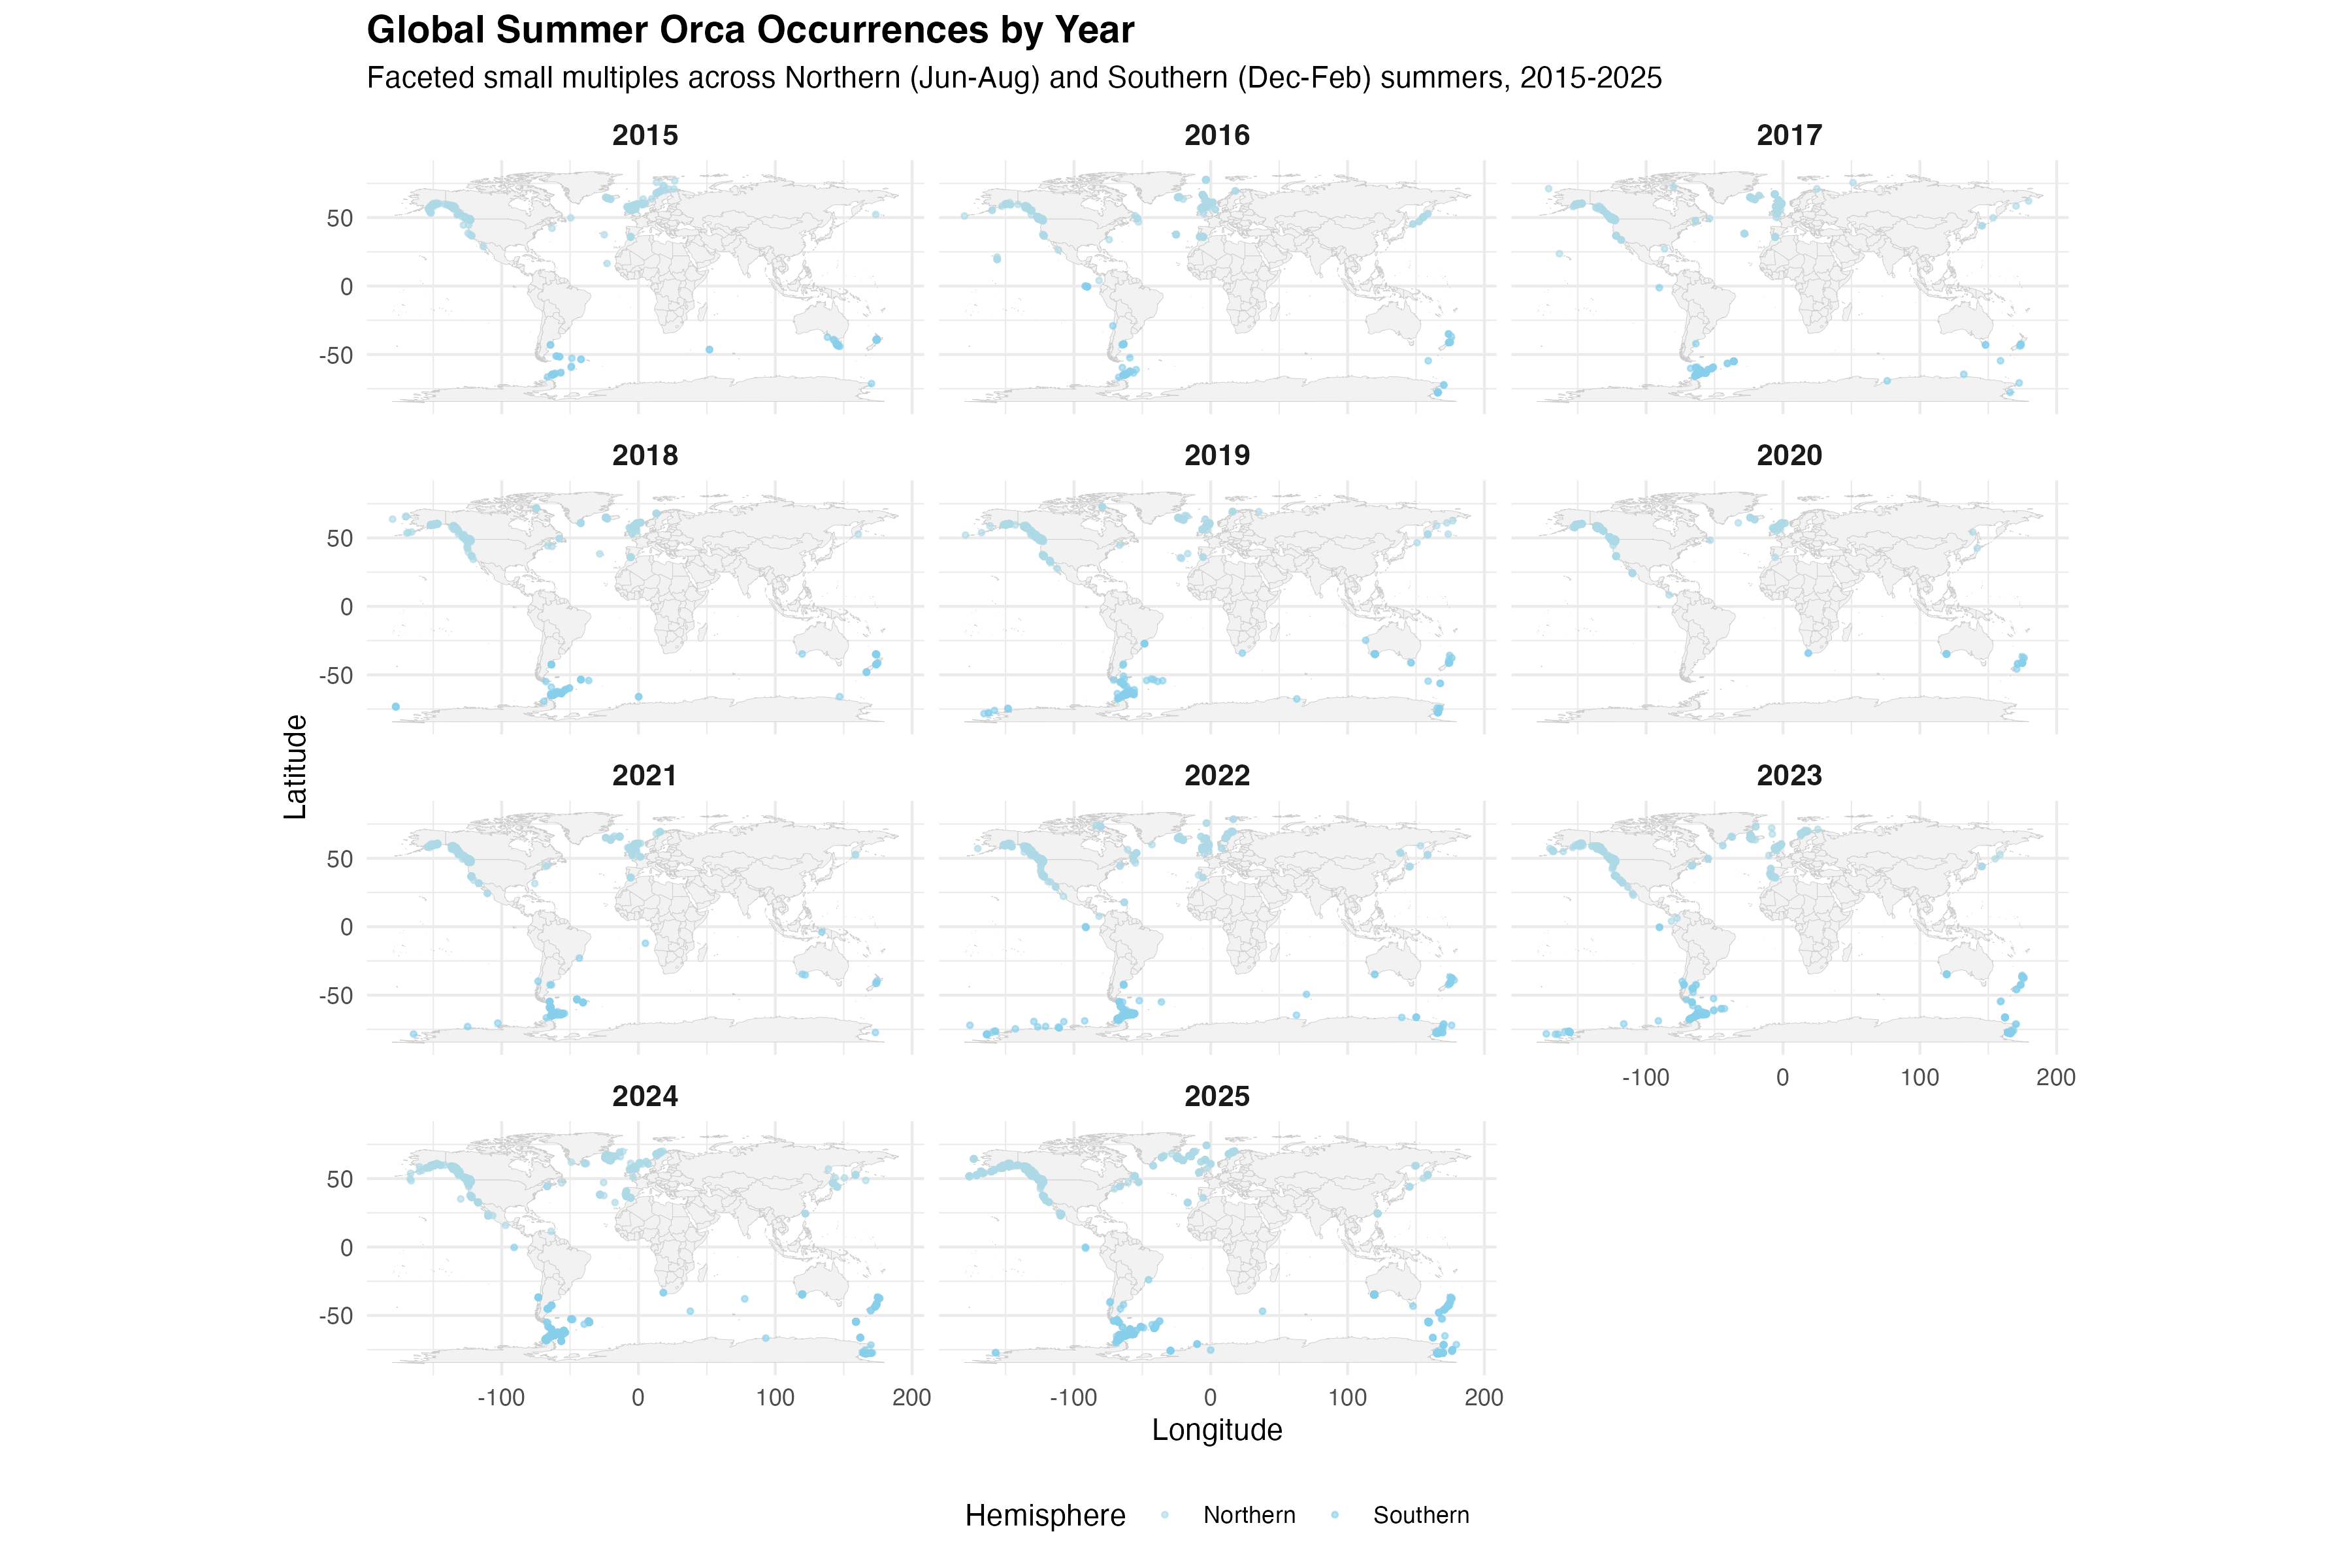 Global Summer Orca Occurrences by Year
Faceted small multiples across Northern (Jun-Aug) and Southern (Dec-Feb) summers, 2015-2025
2015 2016 2017
50
0
-50
2018 2019 2020
50
0
-50
Latitude
2021 2022 2023
50
0
-50
-100 0 100 200
2024 2025
50
0
-50
-100 0 100 200 -100 0 100 200
Longitude
Hemisphere Northern Southern